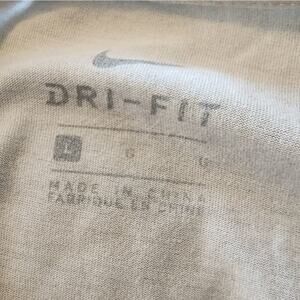 DRI-FIT
L G G
MADE IN CHINA
FABRIQUÉ EN CHINE